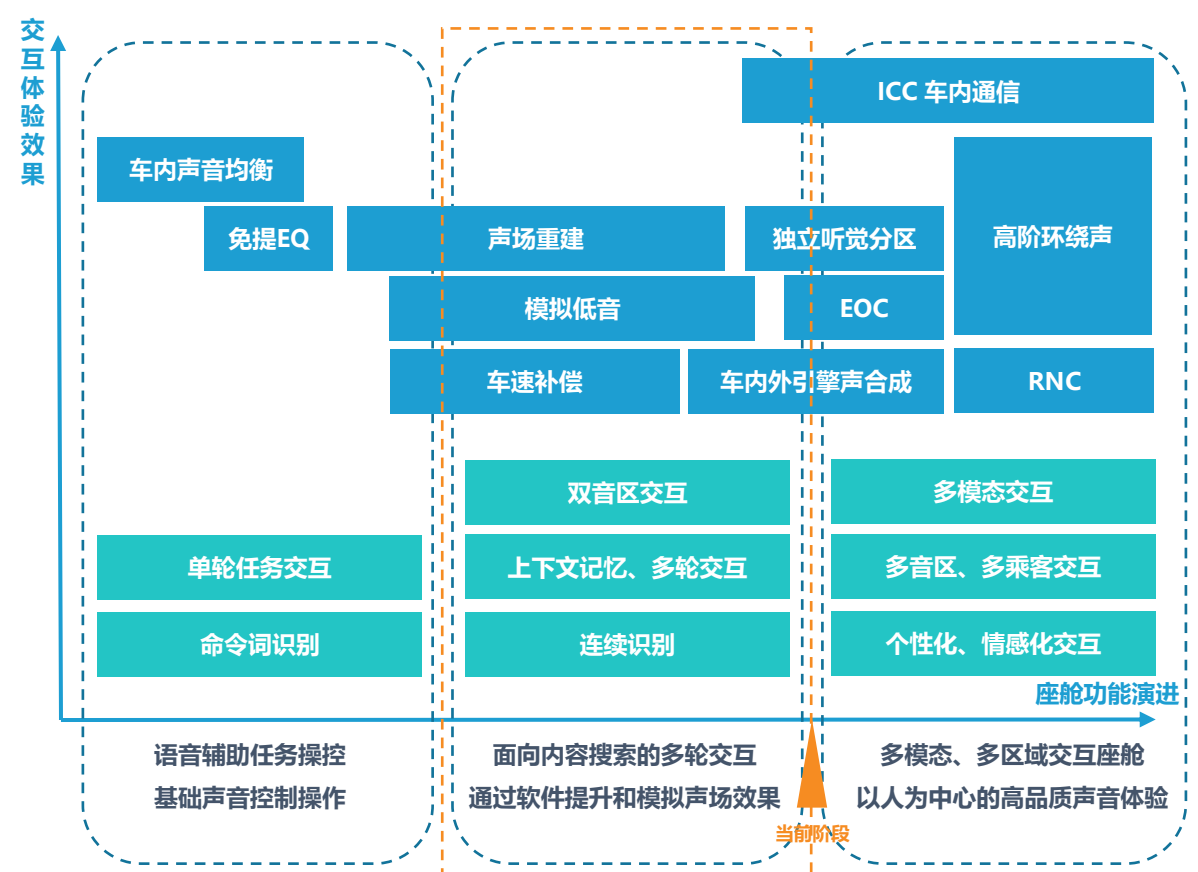 交互体验效果
ICC 车内通信
车内声音均衡
免提EQ
声场重建
独立听觉分区
高阶环绕声
模拟低音
EOC
车速补偿
车内外引擎声合成
RNC
双音区交互
多模态交互
单轮任务交互
上下文记忆、多轮交互
多音区、多乘客交互
命令词识别
连续识别
个性化、情感化交互
座舱功能演进
语音辅助任务操控
基础声音控制操作
面向内容搜索的多轮交互
通过软件提升和模拟声场效果
多模态、多区域交互座舱
以人为中心的高品质声音体验
当前阶段